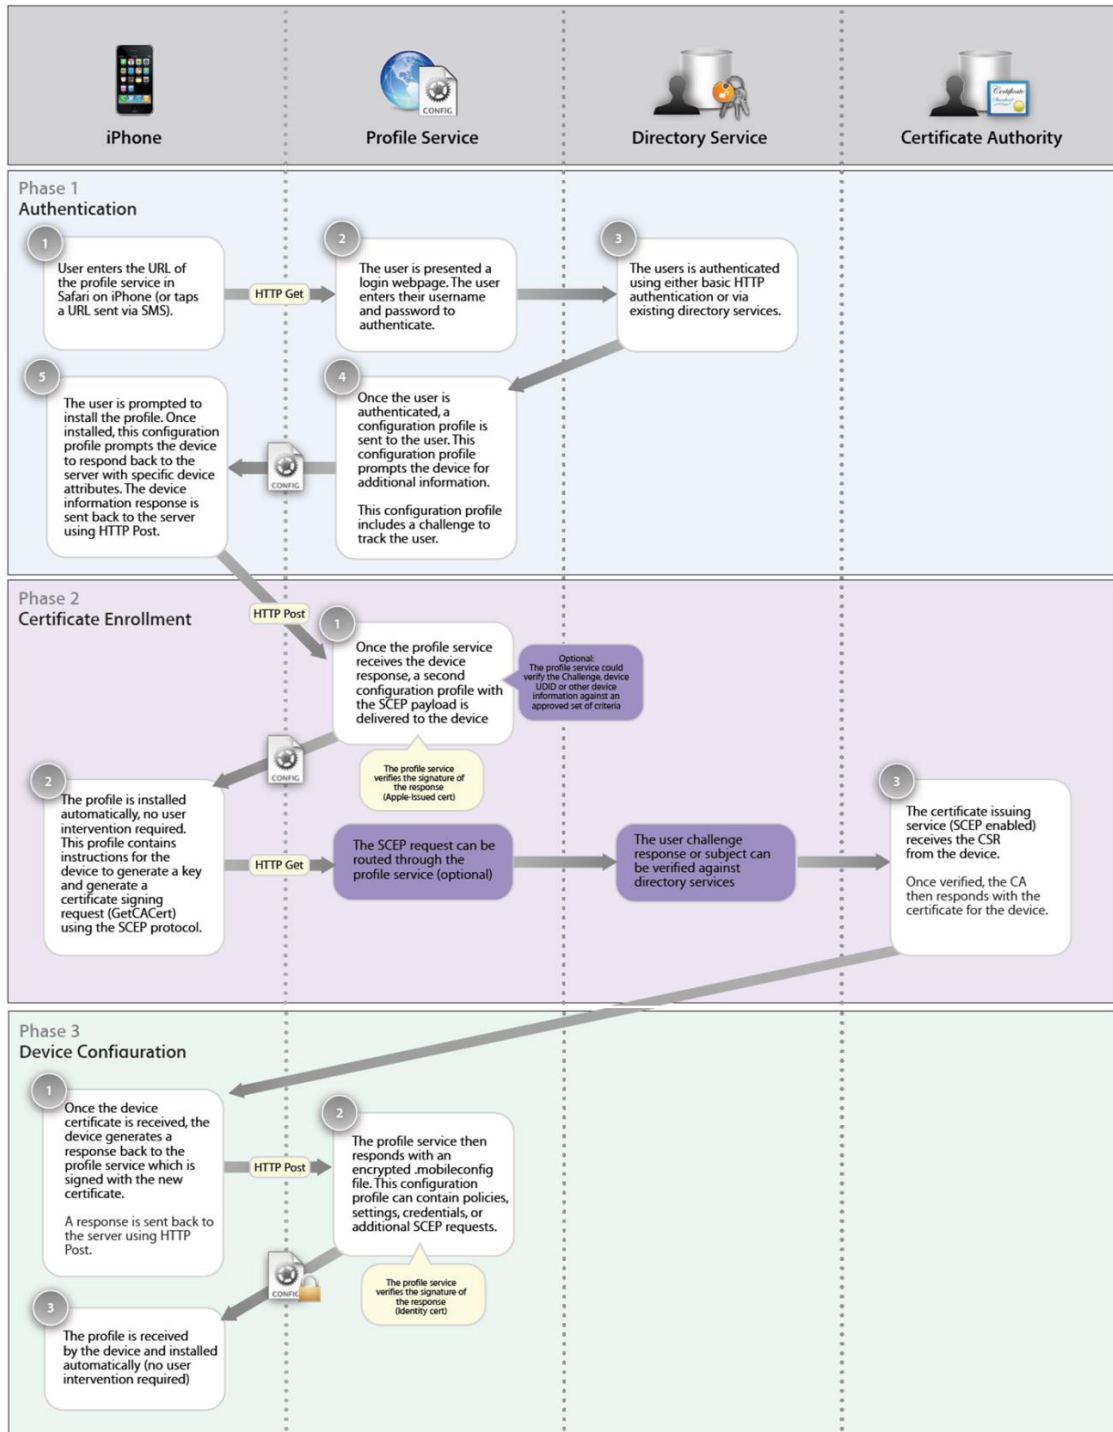 iPhone
Profile Service
Directory Service
Certificate Authority
CONFIG
Certificate
Phase 1
Authentication
1
User enters the URL of
the profile service in
Safari on iPhone (or taps
a URL sent via SMS).
HTTP Get
2
The user is presented a
login webpage. The user
enters their username
and password to
authenticate.
3
The users is authenticated
using either basic HTTP
authentication or via
existing directory services.
4
Once the user is
authenticated, a
configuration profile is
sent to the user. This
configuration profile
prompts the device for
additional information.
This configuration profile
includes a challenge to
track the user.
CONFIG
5
The user is prompted to
install the profile. Once
installed, this configuration
profile prompts the device
to respond back to the
server with specific device
attributes. The device
information response is
sent back to the server
using HTTP Post.
HTTP Post
Phase 2
Certificate Enrollment
1
Once the profile service
receives the device
response, a second
configuration profile with
the SCEP payload is
delivered to the device
Optional:
The profile service could
verify the Challenge, device
UDID or other device
information against an
approved set of criteria
The profile service
verifies the signature of
the response
(Apple-Issued cert)
CONFIG
2
The profile is installed
automatically, no user
intervention required.
This profile contains
instructions for the
device to generate a key
and generate a
certificate signing
request (GetCACert)
using the SCEP protocol.
HTTP Get
The SCEP request can be
routed through the
profile service (optional)
The user challenge
response or subject can
be verified against
directory services
3
The certificate issuing
service (SCEP enabled)
receives the CSR
from the device.
Once verified, the CA
then responds with the
certificate for the device.
Phase 3
Device Configuration
1
Once the device
certificate is received, the
device generates a
response back to the
profile service which is
signed with the new
certificate.
A response is sent back to
the server using HTTP
Post.
HTTP Post
2
The profile service then
responds with an
encrypted .mobileconfig
file. This configuration
profile can contain policies,
settings, credentials, or
additional SCEP requests.
The profile service
verifies the signature of
the response
(Identity cert)
CONFIG
3
The profile is received
by the device and installed
automatically (no user
intervention required)